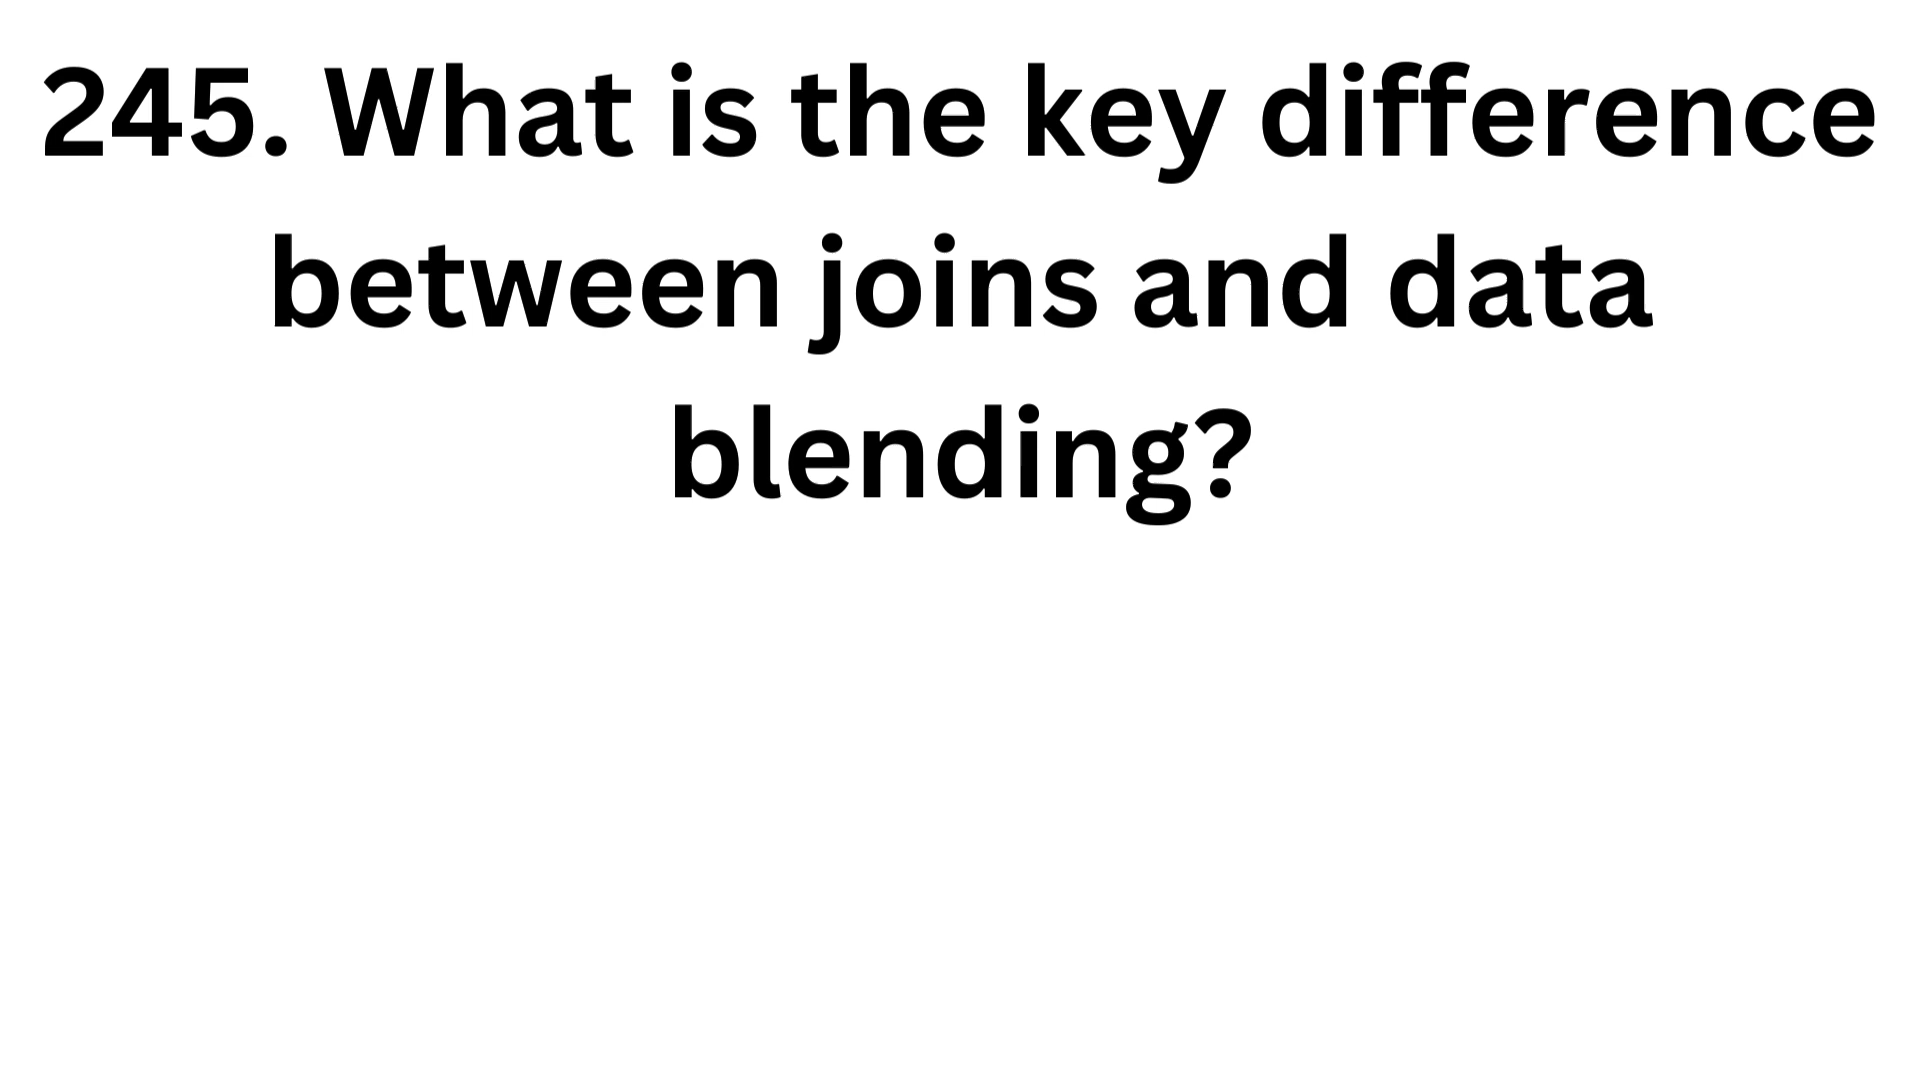 245. What is the key difference
between joins and data
blending?